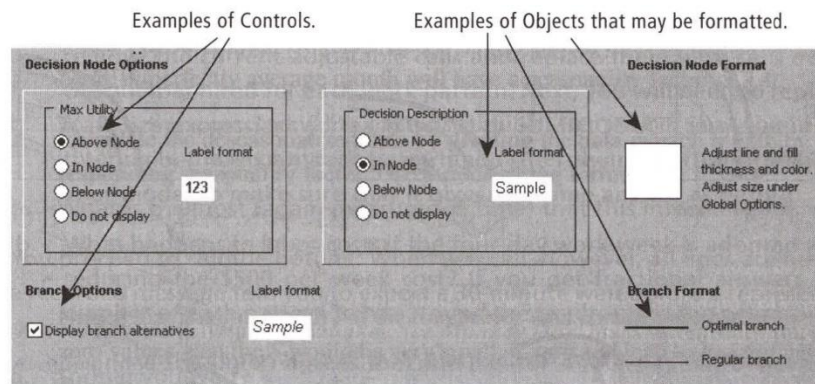 Examples of Controls.
Examples of Objects that may be formatted.
Decision Node Options
Decision Node Format
Max Utility
Above Node
In Node
Below Node
Do not display
Label format
123
Decision Description
Above Node
In Node
Below Node
Do not display
Label format
Sample
Adjust line and fill
thickness and color.
Adjust size under
Global Options.
Branch Options
Label format
Display branch alternatives
Sample
Branch Format
Optimal branch
Regular branch